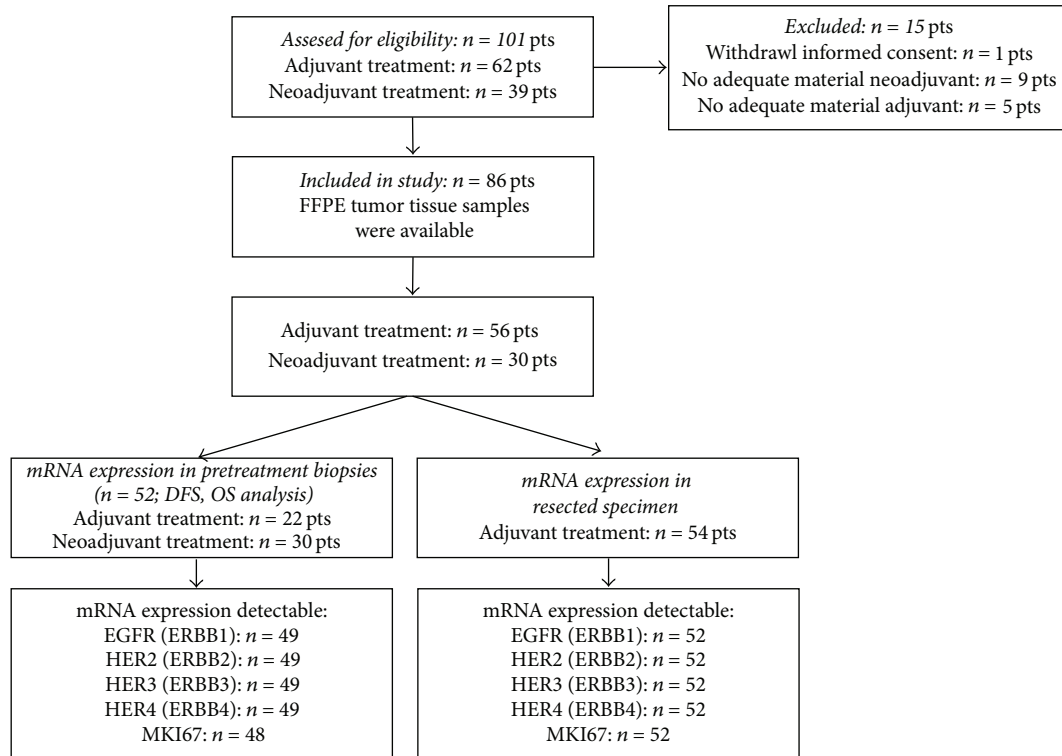 Assesed for eligibility: n = 101 pts
Adjuvant treatment: n = 62 pts
Neoadjuvant treatment: n = 39 pts
Excluded: n = 15 pts
Withdrawl informed consent: n = 1 pts
No adequate material neoadjuvant: n = 9 pts
No adequate material adjuvant: n = 5 pts
Included in study: n = 86 pts
FFPE tumor tissue samples
were available
Adjuvant treatment: n = 56 pts
Neoadjuvant treatment: n = 30 pts
mRNA expression in pretreatment biopsies
(n = 52; DFS, OS analysis)
Adjuvant treatment: n = 22 pts
Neoadjuvant treatment: n = 30 pts
mRNA expression in
resected specimen
Adjuvant treatment: n = 54 pts
mRNA expression detectable:
EGFR (ERBB1): n = 49
HER2 (ERBB2): n = 49
HER3 (ERBB3): n = 49
HER4 (ERBB4): n = 49
MKI67: n = 48
mRNA expression detectable:
EGFR (ERBB1): n = 52
HER2 (ERBB2): n = 52
HER3 (ERBB3): n = 52
HER4 (ERBB4): n = 52
MKI67: n = 52